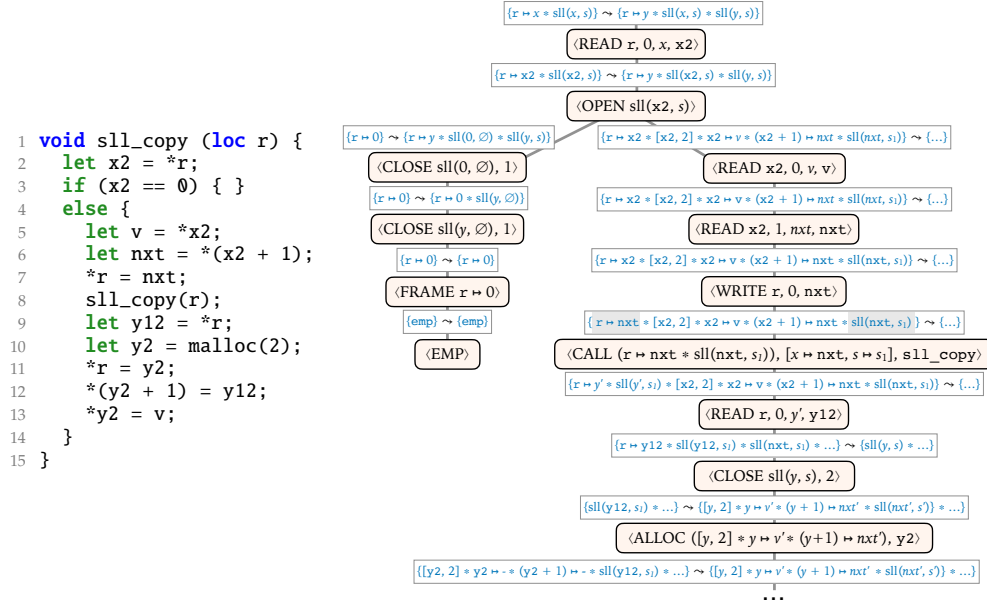 1 void sll_copy (loc r) {
2 let x2 = *r;
3 if (x2 == 0) { }
4 else {
5 let v = *x2;
6 let nxt = *(x2 + 1);
7 *r = nxt;
8 sll_copy(r);
9 let y12 = *r;
10 let y2 = malloc(2);
11 *r = y2;
12 *(y2 + 1) = y12;
13 *y2 = v;
14 }
15 }
{r ↦ x * sll(x, s)} ⤳ {r ↦ y * sll(x, s) * sll(y, s)}
⟨READ r, 0, x, x2⟩
{r ↦ x2 * sll(x2, s)} ⤳ {r ↦ y * sll(x2, s) * sll(y, s)}
⟨OPEN sll(x2, s)⟩
{r ↦ 0} ⤳ {r ↦ y * sll(0, ∅) * sll(y, s)}
⟨CLOSE sll(0, ∅), 1⟩
{r ↦ 0} ⤳ {r ↦ 0 * sll(y, ∅)}
⟨CLOSE sll(y, ∅), 1⟩
{r ↦ 0} ⤳ {r ↦ 0}
⟨FRAME r ↦ 0⟩
{emp} ⤳ {emp}
⟨EMP⟩
{r ↦ x2 * [x2, 2] * x2 ↦ v * (x2 + 1) ↦ nxt * sll(nxt, s₁)} ⤳ {...}
⟨READ x2, 0, v, v⟩
{r ↦ x2 * [x2, 2] * x2 ↦ v * (x2 + 1) ↦ nxt * sll(nxt, s₁)} ⤳ {...}
⟨READ x2, 1, nxt, nxt⟩
{r ↦ x2 * [x2, 2] * x2 ↦ v * (x2 + 1) ↦ nxt * sll(nxt, s₁)} ⤳ {...}
⟨WRITE r, 0, nxt⟩
{ r ↦ nxt * [x2, 2] * x2 ↦ v * (x2 + 1) ↦ nxt * sll(nxt, s₁) } ⤳ {...}
⟨CALL (r ↦ nxt * sll(nxt, s₁)), [x ↦ nxt, s ↦ s₁], sll_copy⟩
{r ↦ y' * sll(y', s₁) * [x2, 2] * x2 ↦ v * (x2 + 1) ↦ nxt * sll(nxt, s₁)} ⤳ {...}
⟨READ r, 0, y', y12⟩
{r ↦ y12 * sll(y12, s₁) * sll(nxt, s₁) * ...} ⤳ {sll(y, s) * ...}
⟨CLOSE sll(y, s), 2⟩
{sll(y12, s₁) * ...} ⤳ {[y, 2] * y ↦ v' * (y + 1) ↦ nxt' * sll(nxt', s')} * ...}
⟨ALLOC ([y, 2] * y ↦ v' * (y+1) ↦ nxt'), y2⟩
{[y2, 2] * y2 ↦ - * (y2 + 1) ↦ - * sll(y12, s₁) * ...} ⤳ {[y, 2] * y ↦ v' * (y + 1) ↦ nxt' * sll(nxt', s')} * ...}
...